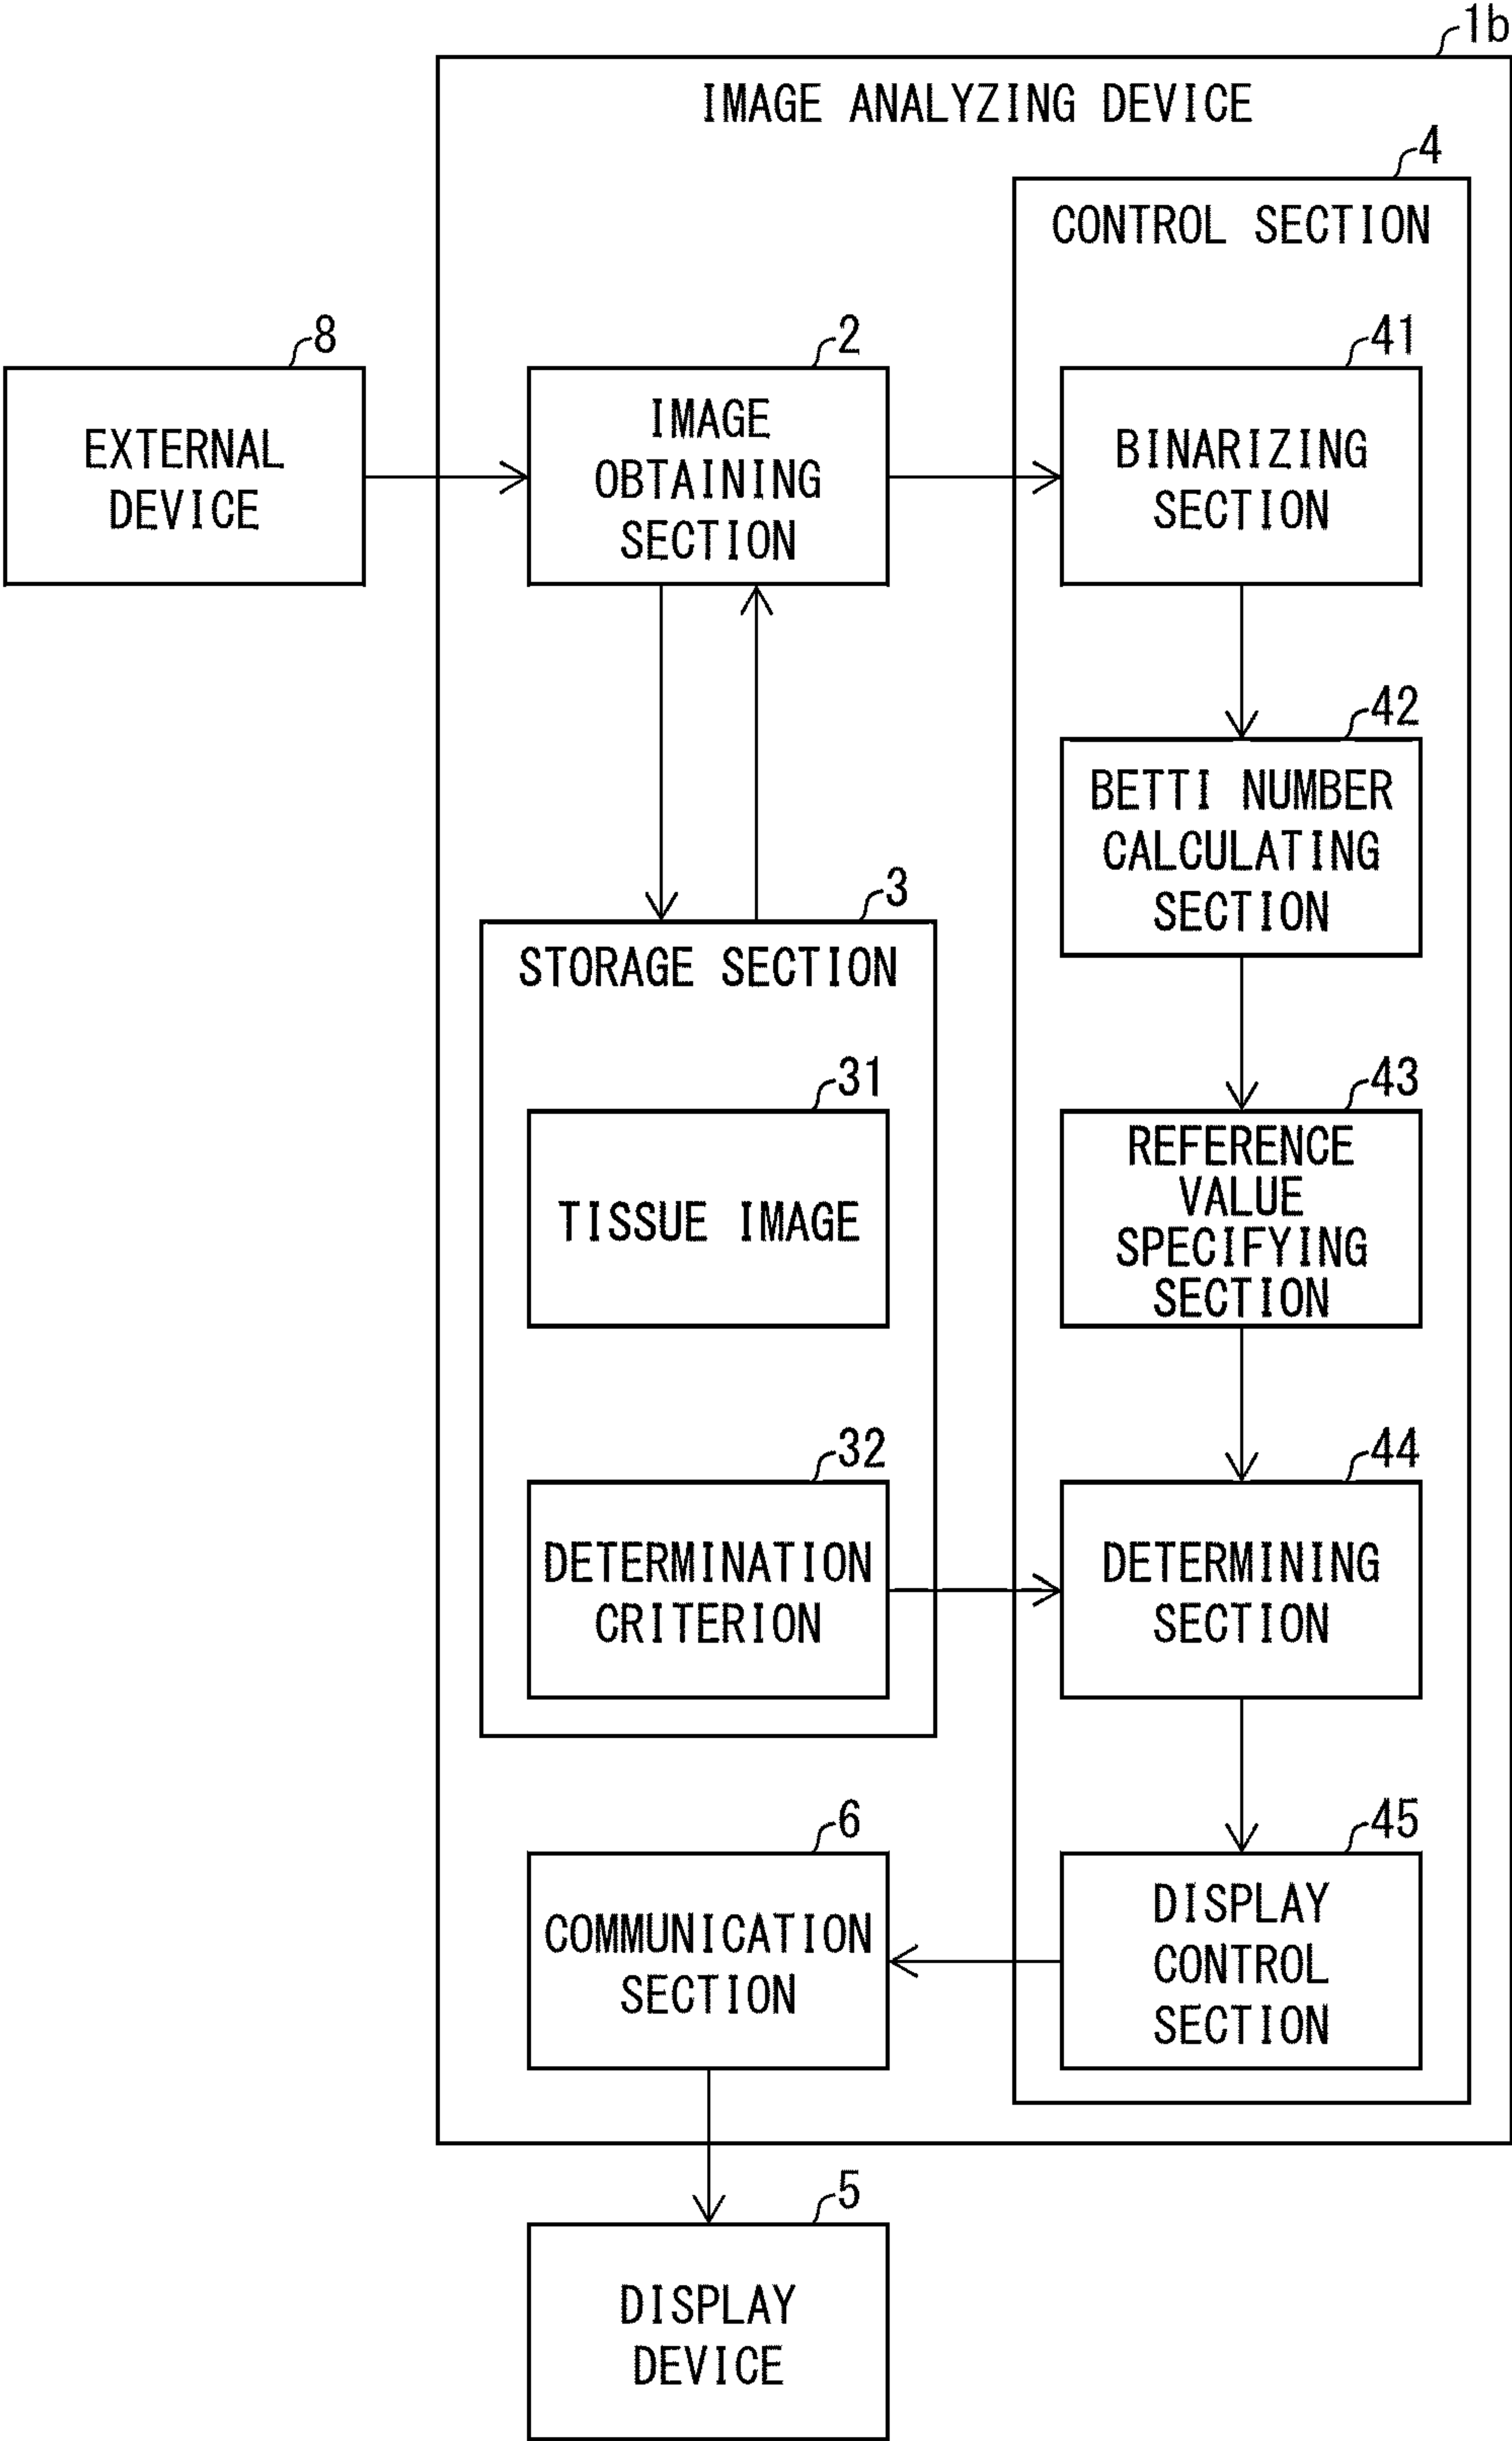 1b
IMAGE ANALYZING DEVICE
4
CONTROL SECTION
8
EXTERNAL
DEVICE
2
IMAGE
OBTAINING
SECTION
41
BINARIZING
SECTION
42
BETTI NUMBER
CALCULATING
SECTION
3
STORAGE SECTION
31
TISSUE IMAGE
43
REFERENCE
VALUE
SPECIFYING
SECTION
32
DETERMINATION
CRITERION
44
DETERMINING
SECTION
6
COMMUNICATION
SECTION
45
DISPLAY
CONTROL
SECTION
5
DISPLAY
DEVICE